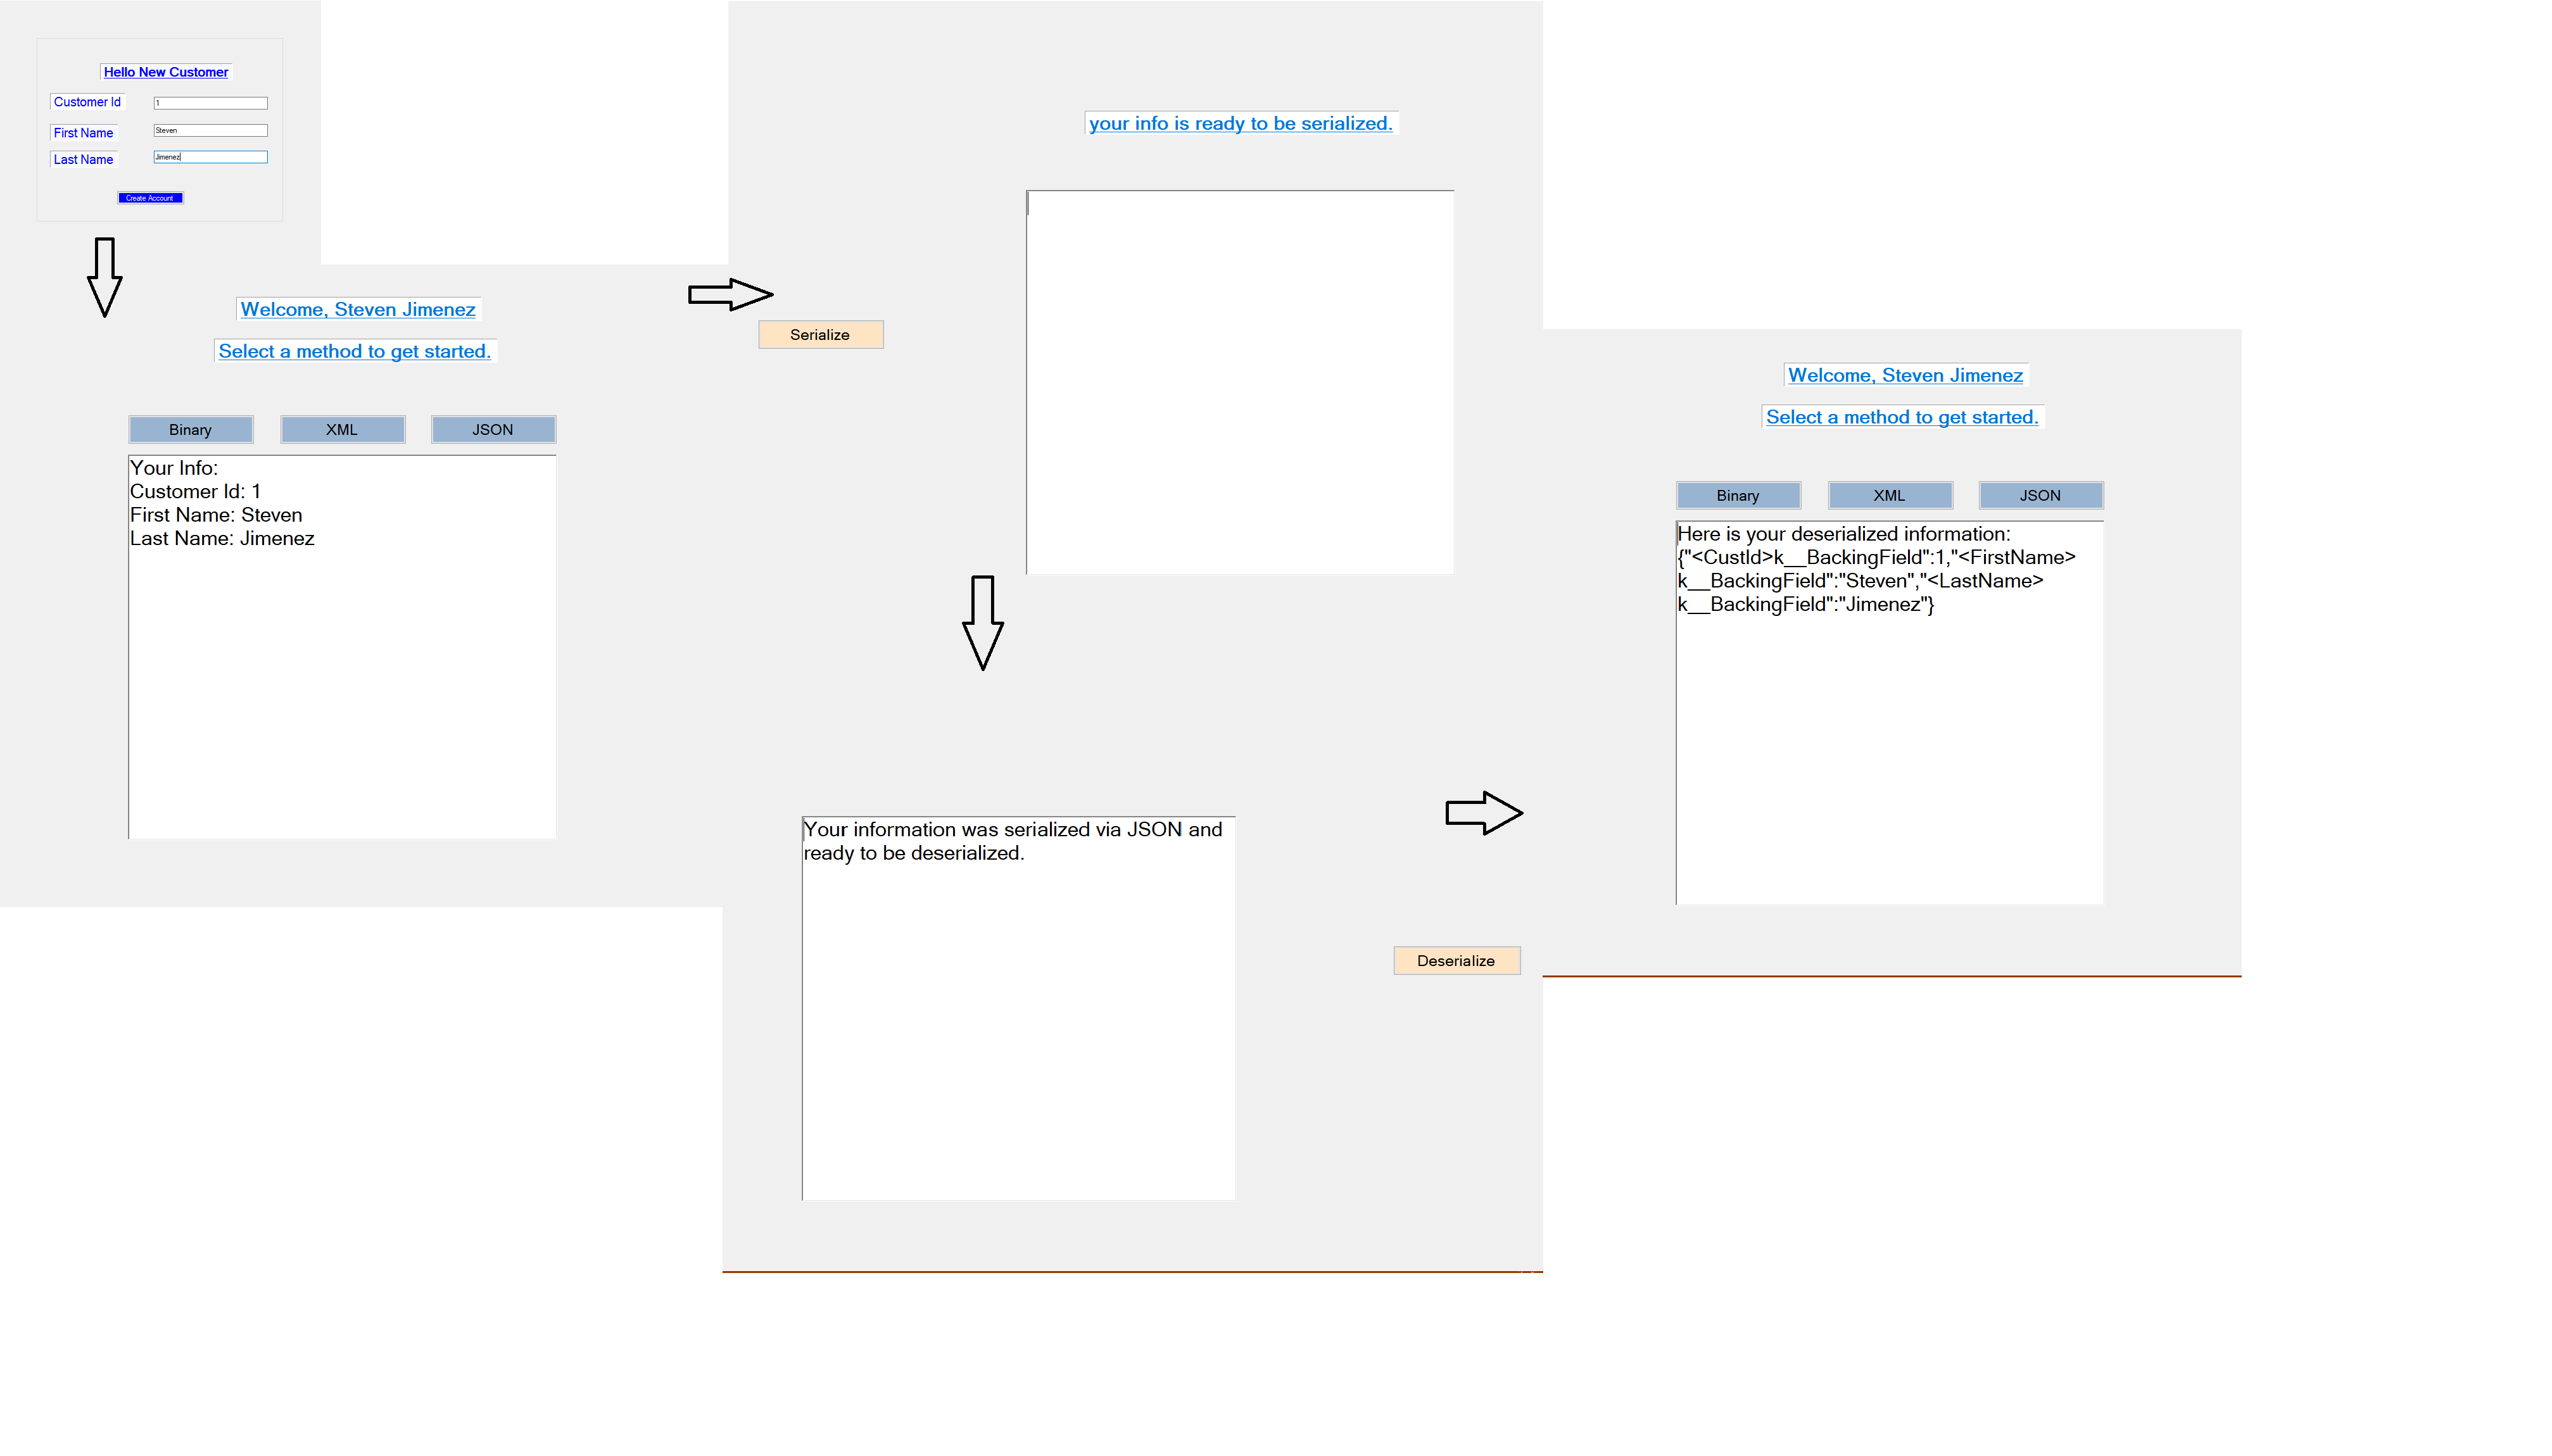 Hello New Customer
Customer Id
1
First Name
Steven
Last Name
Jimenez
Create Account
Welcome, Steven Jimenez
Select a method to get started.
Binary
XML
JSON
Your Info:
Customer Id: 1
First Name: Steven
Last Name: Jimenez
your info is ready to be serialized.
Serialize
Your information was serialized via JSON and
ready to be deserialized.
Deserialize
Welcome, Steven Jimenez
Select a method to get started.
Binary
XML
JSON
Here is your deserialized information:
{"<CustId>k__BackingField":1,"<FirstName>
k__BackingField":"Steven","<LastName>
k__BackingField":"Jimenez"}